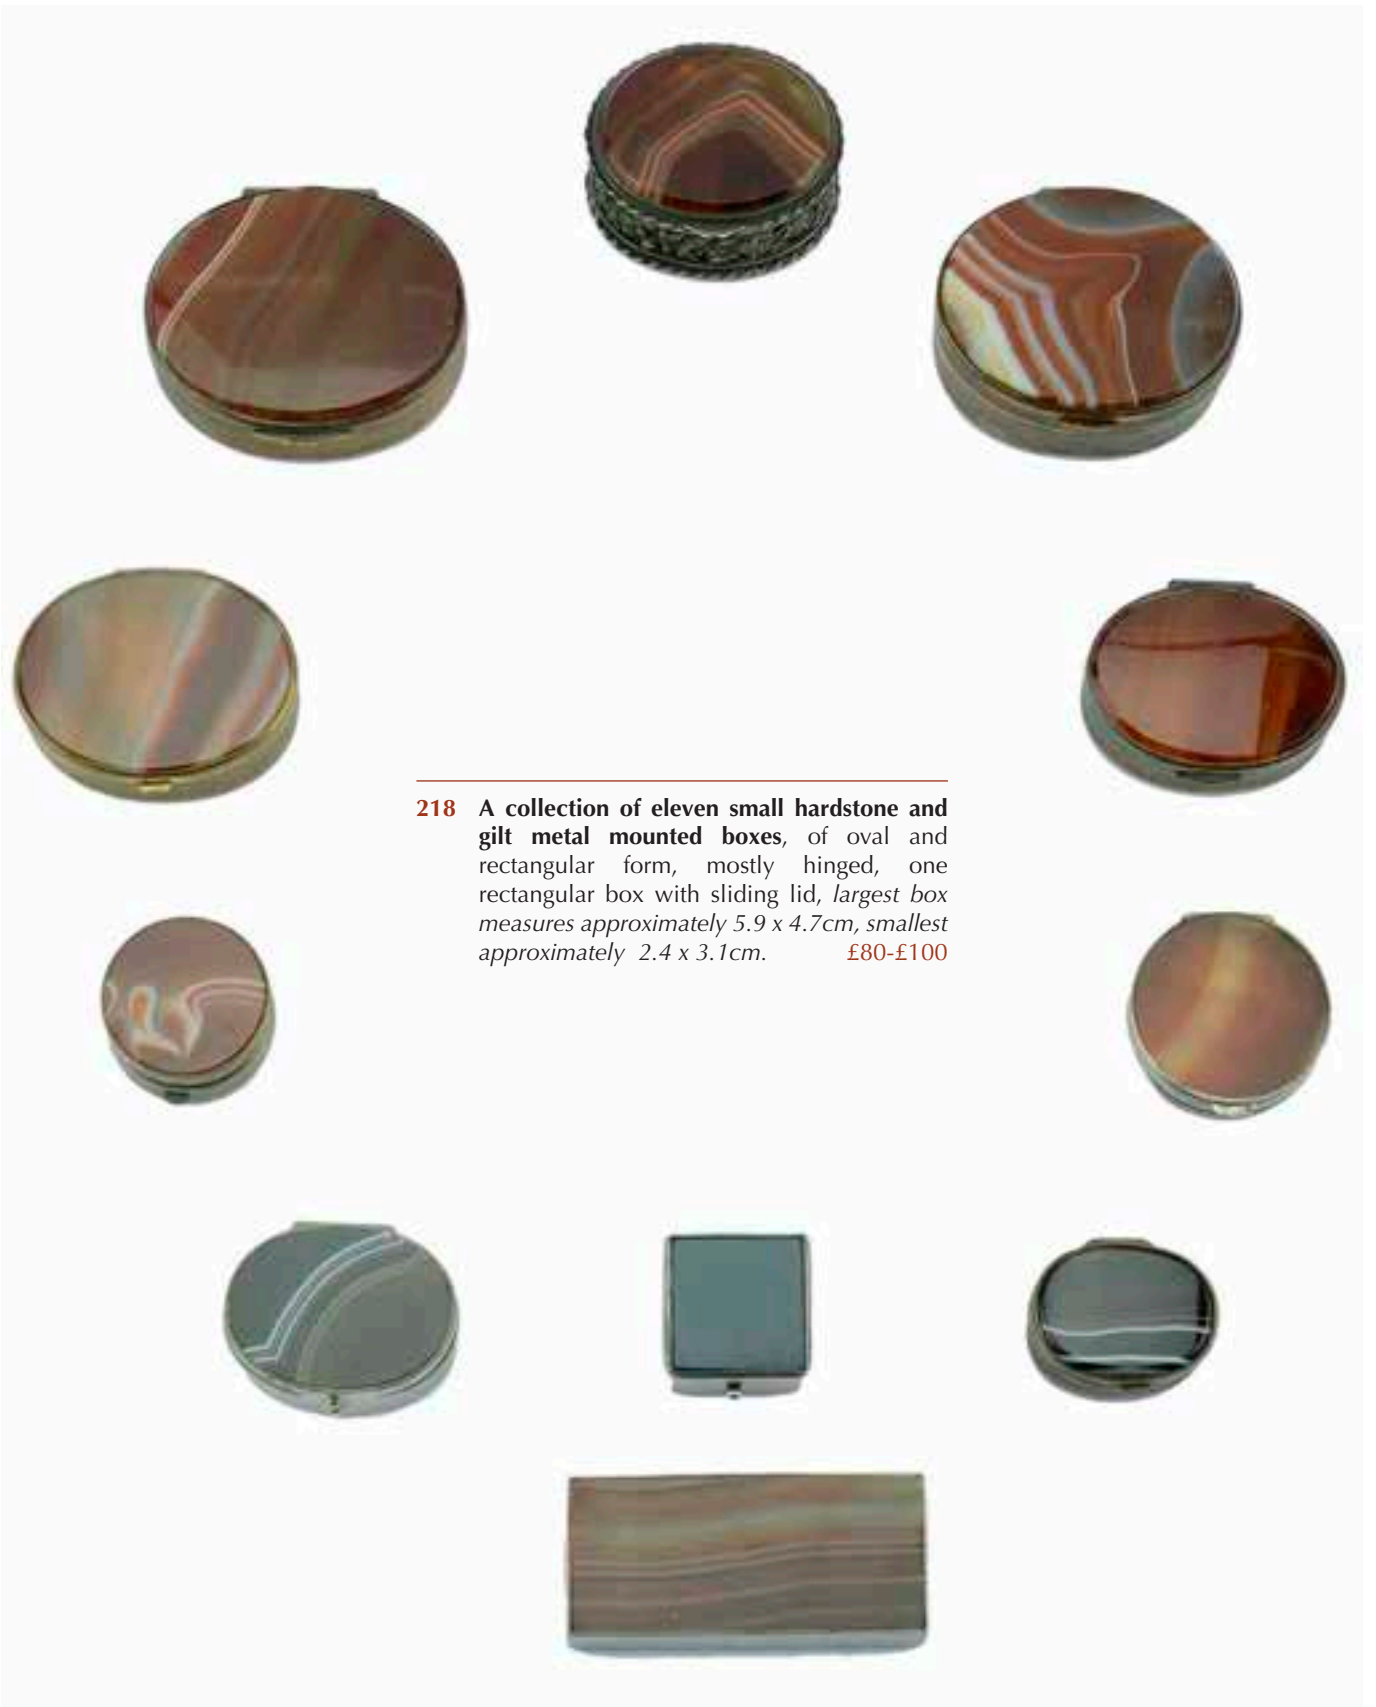 218 A collection of eleven small hardstone and
gilt metal mounted boxes, of oval and
rectangular form, mostly hinged, one
rectangular box with sliding lid, largest box
measures approximately 5.9 x 4.7cm, smallest
approximately 2.4 x 3.1cm. £80-£100